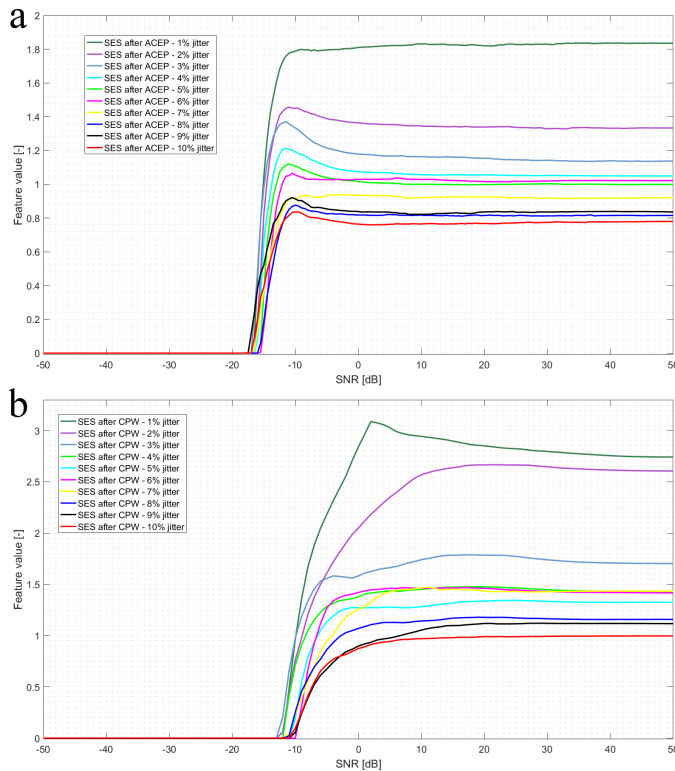 a
SES after ACEP - 1% jitter
SES after ACEP - 2% jitter
SES after ACEP - 3% jitter
SES after ACEP - 4% jitter
SES after ACEP - 5% jitter
SES after ACEP - 6% jitter
SES after ACEP - 7% jitter
SES after ACEP - 8% jitter
SES after ACEP - 9% jitter
SES after ACEP - 10% jitter
Feature value [-]
2
1.8
1.6
1.4
1.2
1
0.8
0.6
0.4
0.2
0
-50
-40
-30
-20
-10
0
10
20
30
40
50
SNR [dB]
b
SES after CPW - 1% jitter
SES after CPW - 2% jitter
SES after CPW - 3% jitter
SES after CPW - 4% jitter
SES after CPW - 5% jitter
SES after CPW - 6% jitter
SES after CPW - 7% jitter
SES after CPW - 8% jitter
SES after CPW - 9% jitter
SES after CPW - 10% jitter
Feature value [-]
3
2.5
2
1.5
1
0.5
0
-50
-40
-30
-20
-10
0
10
20
30
40
50
SNR [dB]